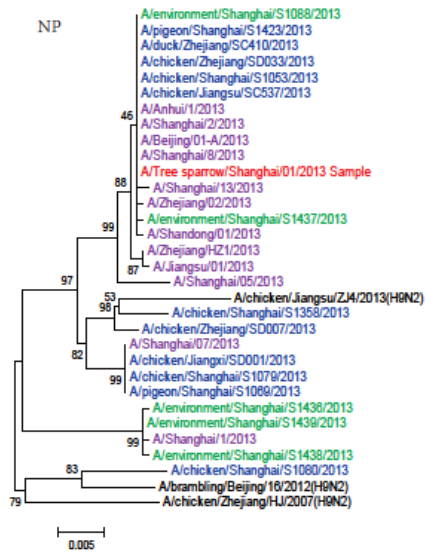 NP
A/environment/Shanghai/S1088/2013
A/pigeon/Shanghai/S1423/2013
A/duck/Zhejiang/SC410/2013
A/chicken/Zhejiang/SD033/2013
A/chicken/Shanghai/S1053/2013
A/chicken/Jiangsu/SC537/2013
46
A/Anhui/1/2013
A/Shanghai/2/2013
A/Beijing/01-A/2013
A/Shanghai/8/2013
A/Tree sparrow/Shanghai/01/2013 Sample
88
A/Shanghai/13/2013
A/Zhejiang/02/2013
A/environment/Shanghai/S1437/2013
99
A/Shandong/01/2013
A/Zhejiang/HZ1/2013
87
A/Jiangsu/01/2013
97
A/Shanghai/05/2013
53
A/chicken/Jiangsu/ZJ4/2013(H9N2)
98
A/chicken/Shanghai/S1358/2013
A/chicken/Zhejiang/SD007/2013
82
A/Shanghai/07/2013
A/chicken/Jiangxi/SD001/2013
99
A/chicken/Shanghai/S1079/2013
A/pigeon/Shanghai/S1069/2013
A/environment/Shanghai/S1436/2013
A/environment/Shanghai/S1439/2013
99
A/Shanghai/1/2013
A/environment/Shanghai/S1438/2013
83
A/chicken/Shanghai/S1080/2013
A/brambling/Beijing/16/2012(H9N2)
79
A/chicken/Zhejiang/HJ/2007(H9N2)
0.005